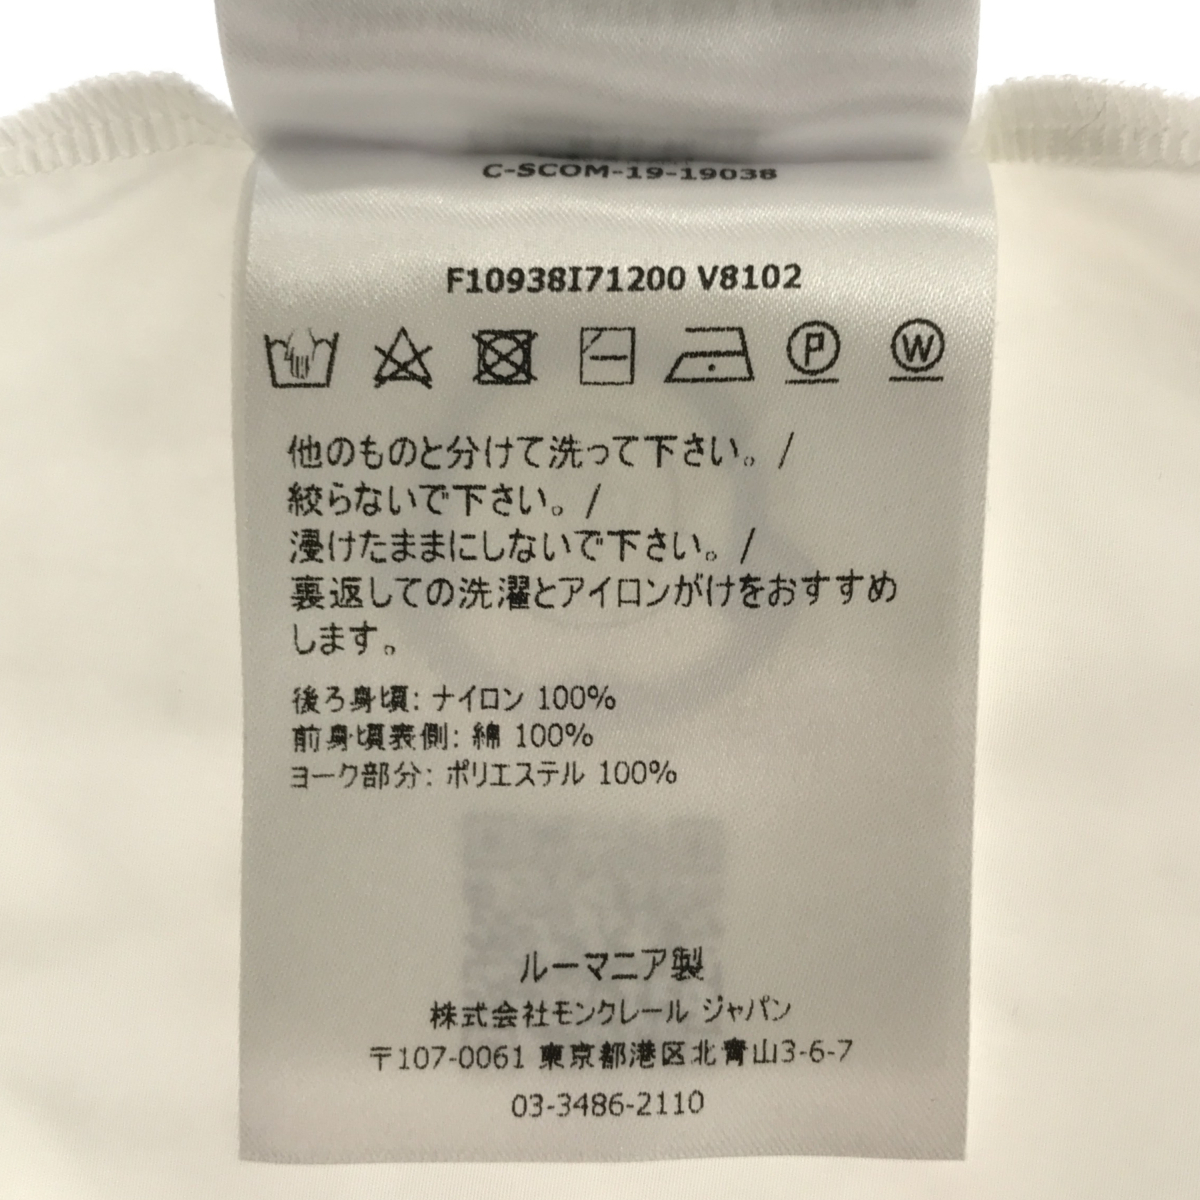 C-SCOM-19-19038
F10938I71200 V8102
P W
他のものと分けて洗って下さい。/
絞らないで下さい。/
浸けたままにしないで下さい。/
裏返しての洗濯とアイロンがけをおすすめ
します。
後ろ身頃: ナイロン 100%
前身頃表側: 綿 100%
ヨーク部分: ポリエステル 100%
ルーマニア製
株式会社モンクレール ジャパン
〒107-0061 東京都港区北青山3-6-7
03-3486-2110